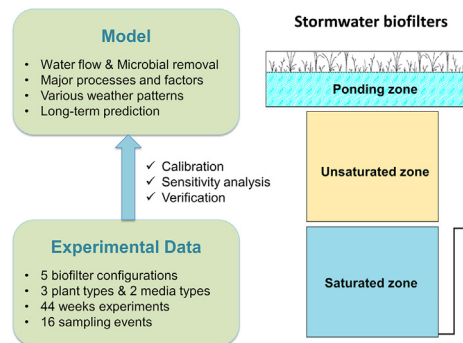 Model
• Water flow & Microbial removal
• Major processes and factors
• Various weather patterns
• Long-term prediction
✓ Calibration
✓ Sensitivity analysis
✓ Verification
Experimental Data
• 5 biofilter configurations
• 3 plant types & 2 media types
• 44 weeks experiments
• 16 sampling events
Stormwater biofilters
Ponding zone
Unsaturated zone
Saturated zone